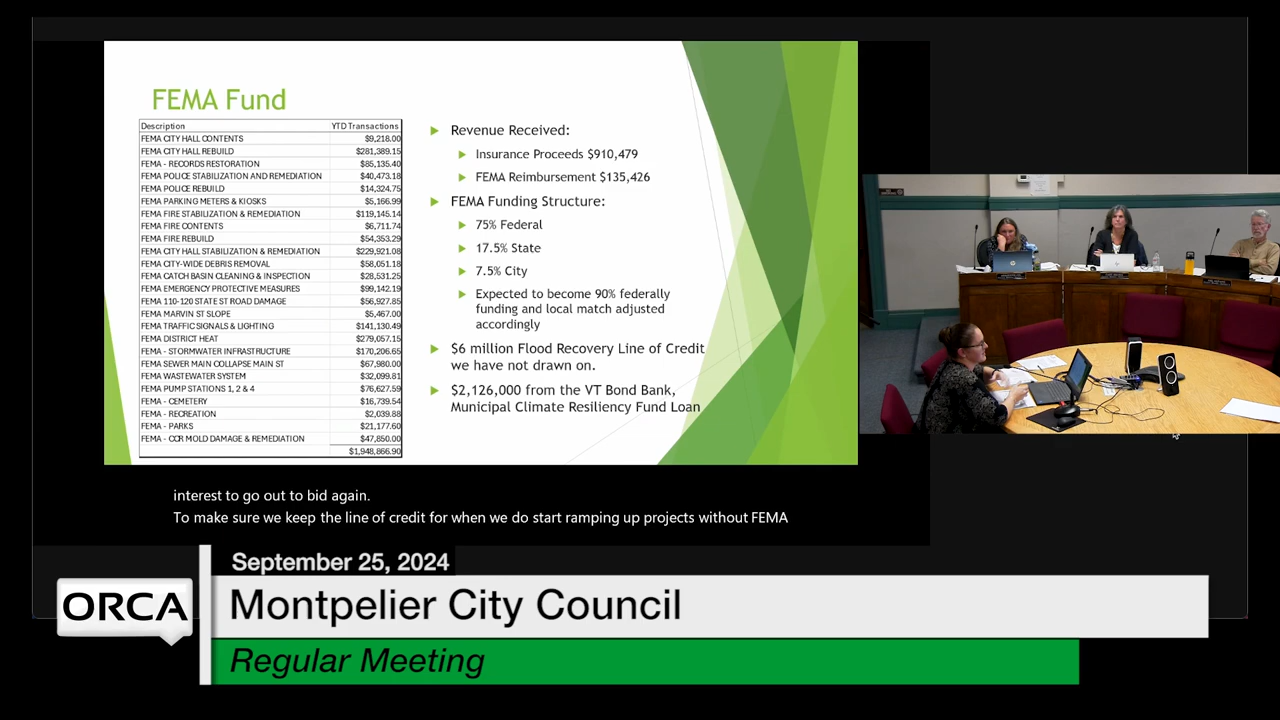 FEMA Fund
Description YTD Transactions
FEMA CITY HALL CONTENTS $9,218.00
FEMA CITY HALL REBUILD $281,389.15
FEMA - RECORDS RESTORATION $85,135.40
FEMA POLICE STABILIZATION AND REMEDIATION $40,473.18
FEMA POLICE REBUILD $14,324.75
FEMA PARKING METERS & KIOSKS $5,166.99
FEMA FIRE STABILIZATION & REMEDIATION $119,145.14
FEMA FIRE CONTENTS $6,711.74
FEMA FIRE REBUILD $54,353.29
FEMA CITY HALL STABILIZATION & REMEDIATION $229,921.08
FEMA CITY-WIDE DEBRIS REMOVAL $58,051.18
FEMA CATCH BASIN CLEANING & INSPECTION $28,531.25
FEMA EMERGENCY PROTECTIVE MEASURES $99,142.19
FEMA 110-120 STATE ST ROAD DAMAGE $56,927.85
FEMA MARVIN ST SLOPE $5,467.00
FEMA TRAFFIC SIGNALS & LIGHTING $141,130.49
FEMA DISTRICT HEAT $279,057.15
FEMA - STORMWATER INFRASTRUCTURE $170,206.65
FEMA SEWER MAIN COLLAPSE MAIN ST $67,980.00
FEMA WASTEWATER SYSTEM $32,099.81
FEMA PUMP STATIONS 1, 2 & 4 $76,627.59
FEMA - CEMETERY $16,739.54
FEMA - RECREATION $2,039.88
FEMA - PARKS $21,177.60
FEMA - CCR MOLD DAMAGE & REMEDIATION $47,850.00
$1,948,866.90
Revenue Received:
Insurance Proceeds $910,479
FEMA Reimbursement $135,426
FEMA Funding Structure:
75% Federal
17.5% State
7.5% City
Expected to become 90% federally
funding and local match adjusted
accordingly
$6 million Flood Recovery Line of Credit
we have not drawn on.
$2,126,000 from the VT Bond Bank,
Municipal Climate Resiliency Fund Loan
interest to go out to bid again.
To make sure we keep the line of credit for when we do start ramping up projects without FEMA
September 25, 2024
ORCA
Montpelier City Council
Regular Meeting